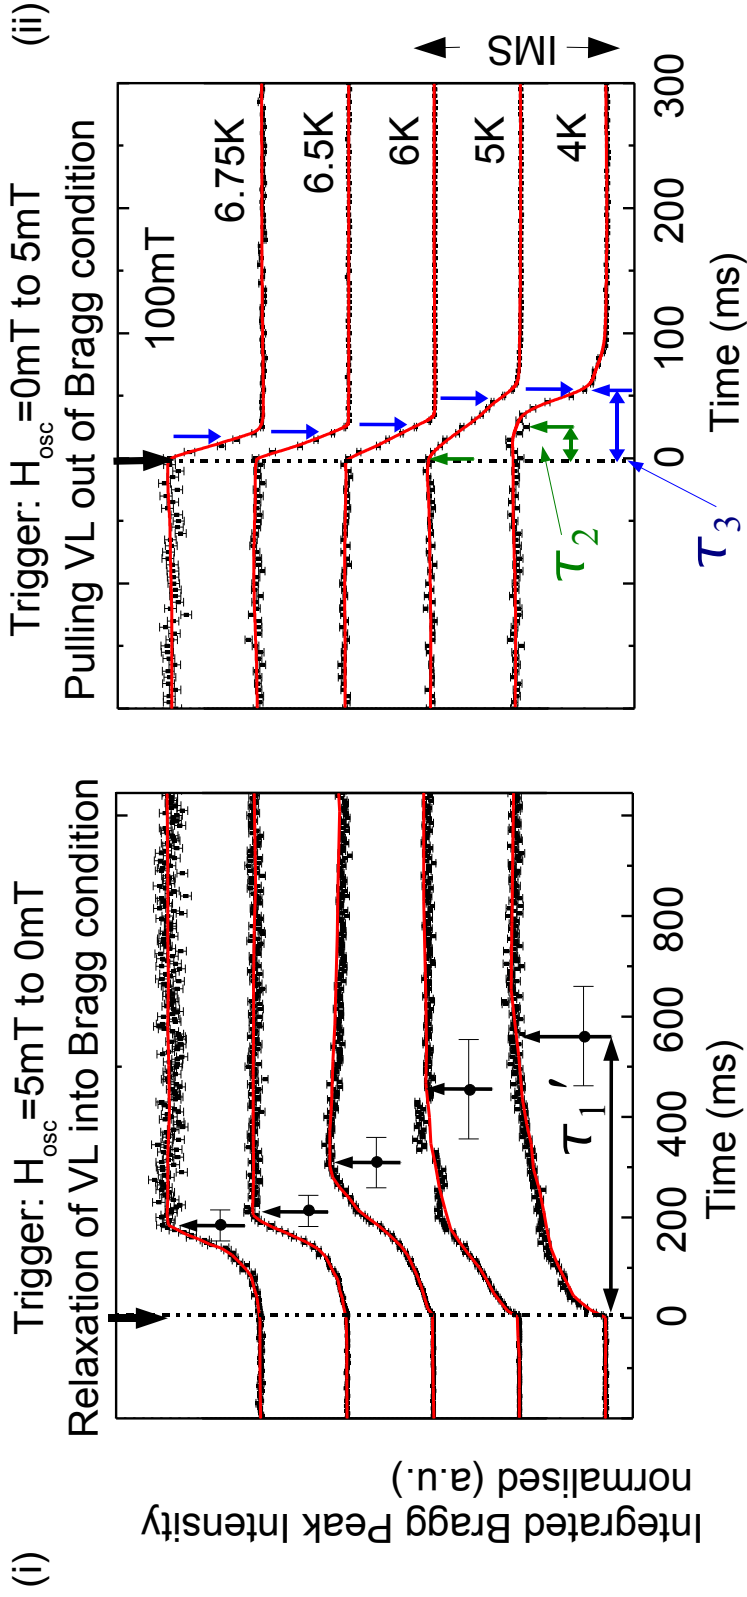 (i)
Trigger: Hosc=5mT to 0mT
Relaxation of VL into Bragg condition
Integrated Bragg Peak Intensity
normalised (a.u.)
τ1′
0 200 400 600 800
Time (ms)
(ii)
Trigger: Hosc=0mT to 5mT
Pulling VL out of Bragg condition
100mT
6.75K
6.5K
6K
5K
4K
IMS
τ2
τ3
0 100 200 300
Time (ms)